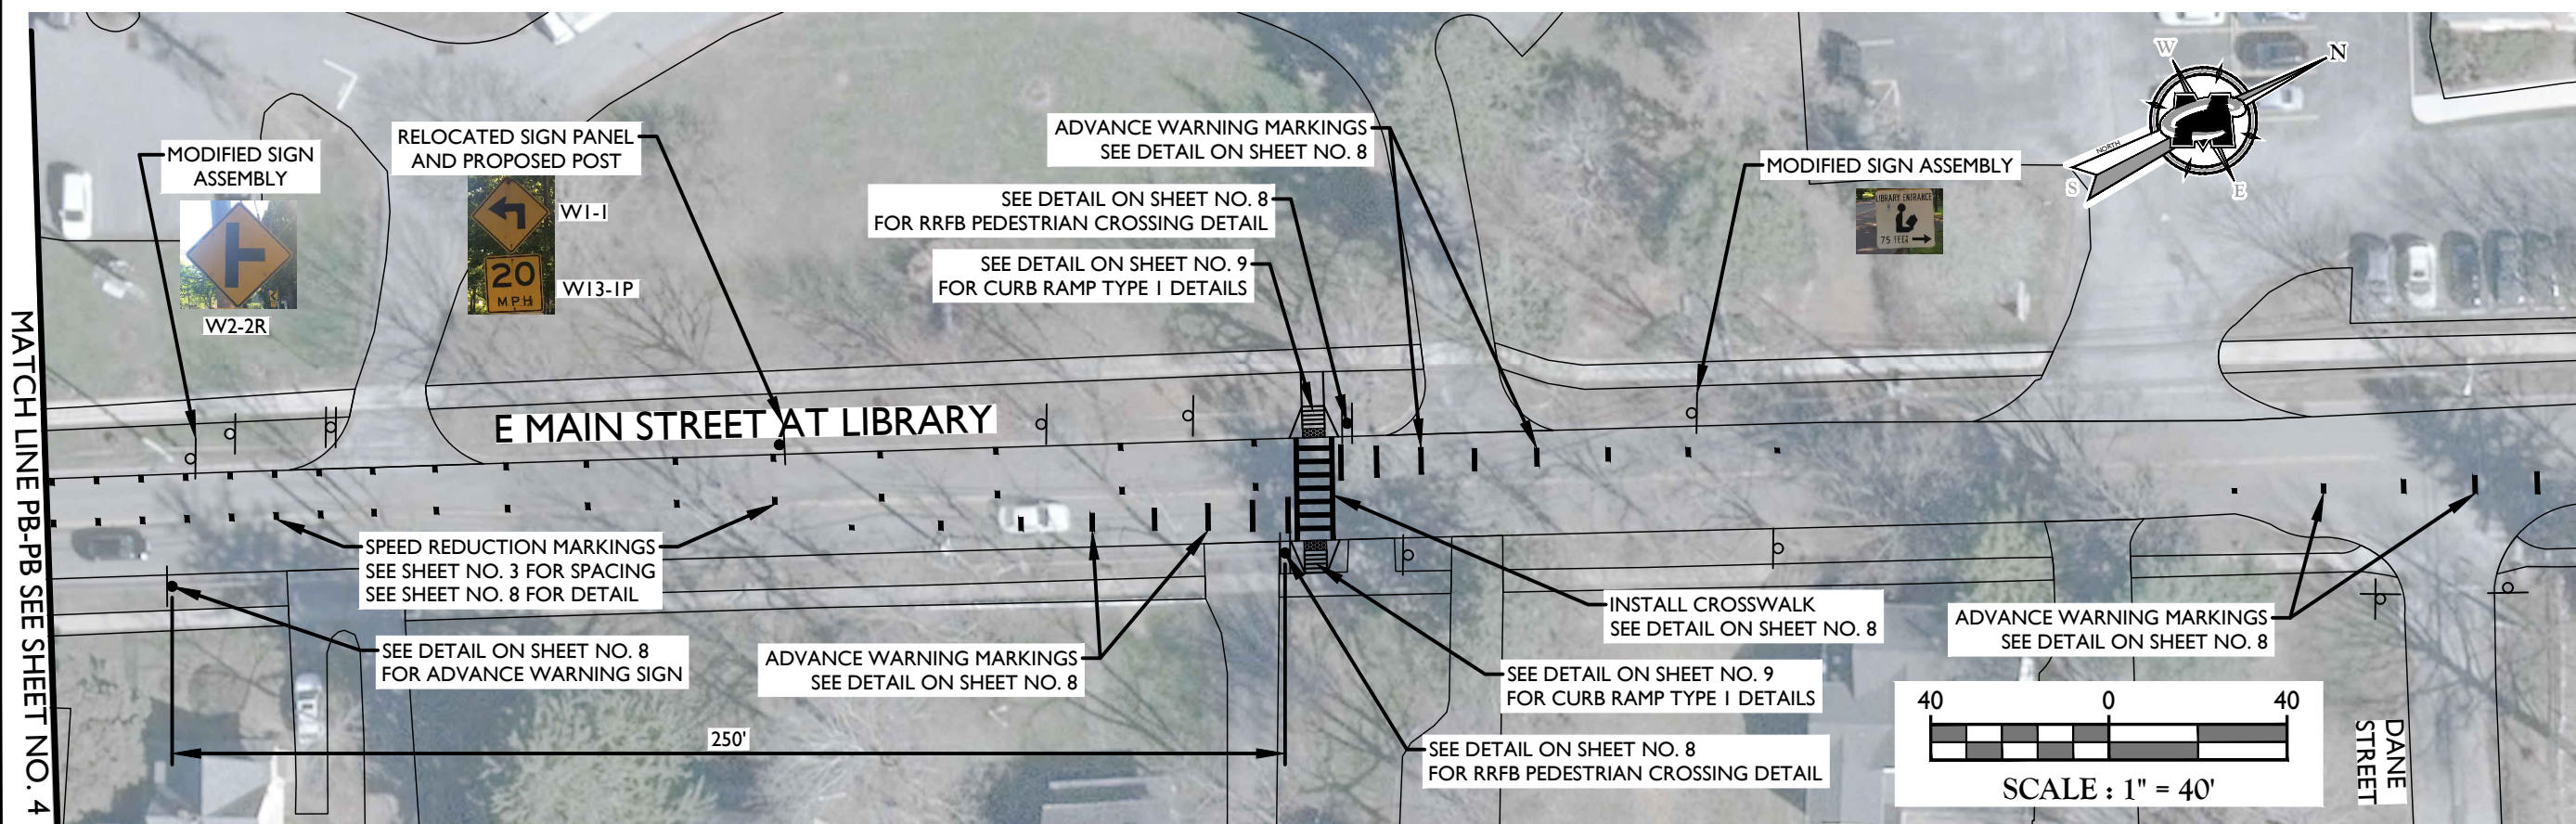 MATCH LINE PB-PB SEE SHEET NO. 4
MODIFIED SIGN
ASSEMBLY
W2-2R
RELOCATED SIGN PANEL
AND PROPOSED POST
W1-1
20
MPH
W13-1P
ADVANCE WARNING MARKINGS
SEE DETAIL ON SHEET NO. 8
SEE DETAIL ON SHEET NO. 8
FOR RRFB PEDESTRIAN CROSSING DETAIL
SEE DETAIL ON SHEET NO. 9
FOR CURB RAMP TYPE 1 DETAILS
MODIFIED SIGN ASSEMBLY
LIBRARY ENTRANCE
75 FEET
W
N
NORTH
S
E
E MAIN STREET AT LIBRARY
SPEED REDUCTION MARKINGS
SEE SHEET NO. 3 FOR SPACING
SEE SHEET NO. 8 FOR DETAIL
SEE DETAIL ON SHEET NO. 8
FOR ADVANCE WARNING SIGN
ADVANCE WARNING MARKINGS
SEE DETAIL ON SHEET NO. 8
250'
INSTALL CROSSWALK
SEE DETAIL ON SHEET NO. 8
SEE DETAIL ON SHEET NO. 9
FOR CURB RAMP TYPE 1 DETAILS
SEE DETAIL ON SHEET NO. 8
FOR RRFB PEDESTRIAN CROSSING DETAIL
ADVANCE WARNING MARKINGS
SEE DETAIL ON SHEET NO. 8
40 0 40
SCALE : 1" = 40'
DANE
STREET